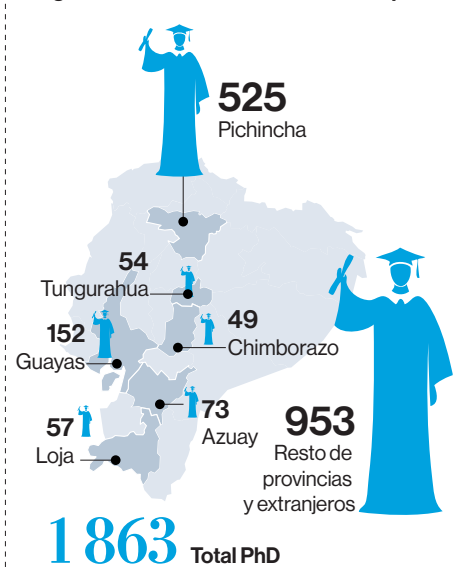 525
Pichincha
54
Tungurahua
49
Chimborazo
152
Guayas
73
Azuay
57
Loja
953
Resto de
provincias
y extranjeros
1 863 Total PhD